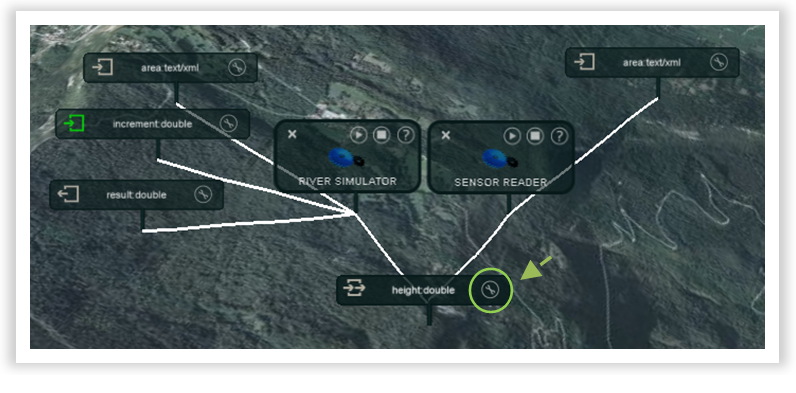 area:text/xml
area:text/xml
increment:double
result:double
RIVER SIMULATOR
SENSOR READER
height:double